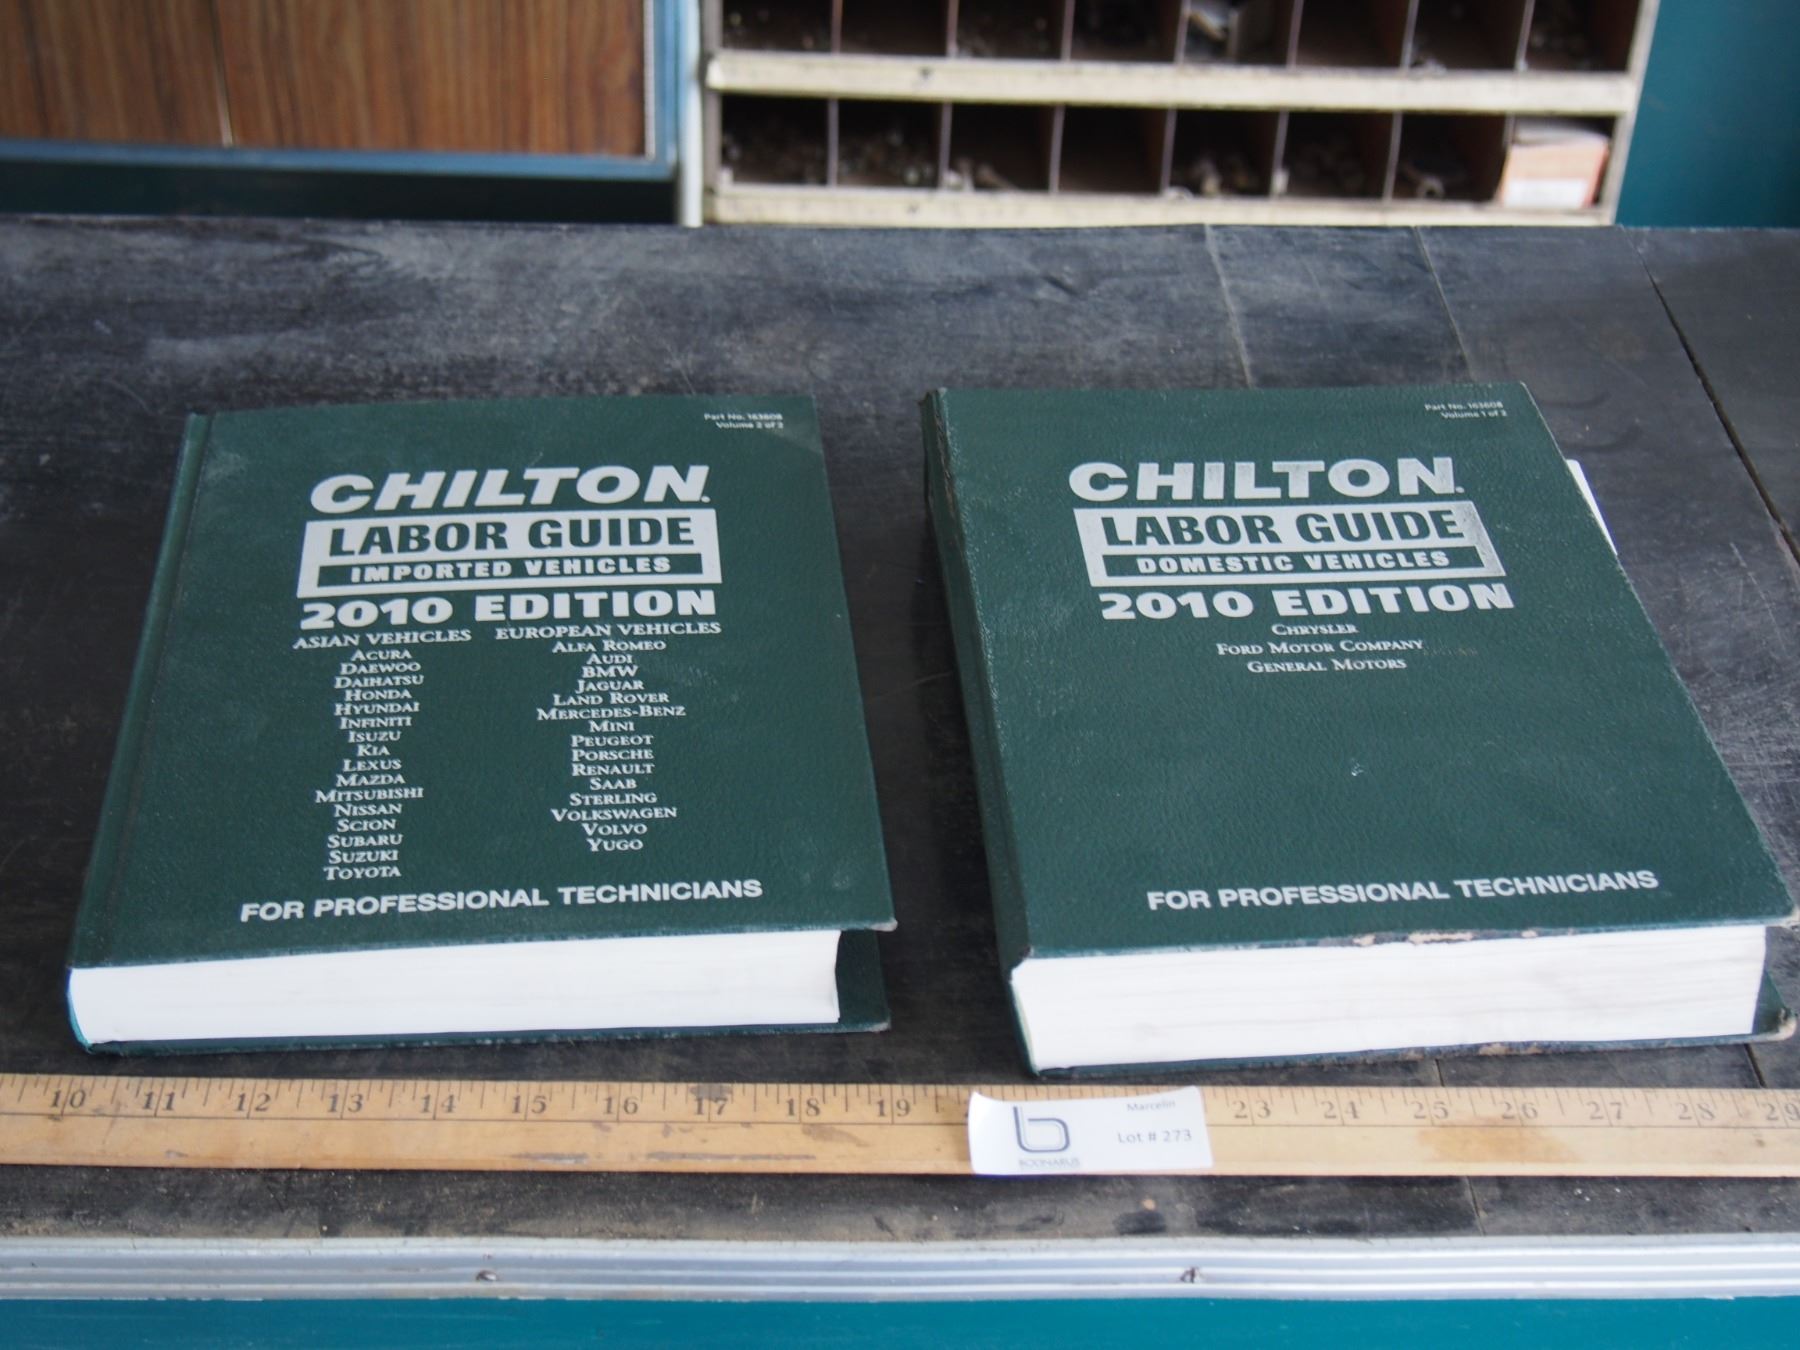 Part No. 163608
Volume 2 of 2
CHILTON.
LABOR GUIDE
IMPORTED VEHICLES
2010 EDITION
ASIAN VEHICLES
ACURA
DAEWOO
DAIHATSU
HONDA
HYUNDAI
INFINITI
ISUZU
KIA
LEXUS
MAZDA
MITSUBISHI
NISSAN
SCION
SUBARU
SUZUKI
TOYOTA
EUROPEAN VEHICLES
ALFA ROMEO
AUDI
BMW
JAGUAR
LAND ROVER
MERCEDES-BENZ
MINI
PEUGEOT
PORSCHE
RENAULT
SAAB
STERLING
VOLKSWAGEN
VOLVO
YUGO
FOR PROFESSIONAL TECHNICIANS
Part No. 163608
Volume 1 of 2
CHILTON.
LABOR GUIDE
DOMESTIC VEHICLES
2010 EDITION
CHRYSLER
FORD MOTOR COMPANY
GENERAL MOTORS
FOR PROFESSIONAL TECHNICIANS
10 11 12 13 14 15 16 17 18 19 23 24 25 26 27 28 29
b
Marcelin
Lot # 273